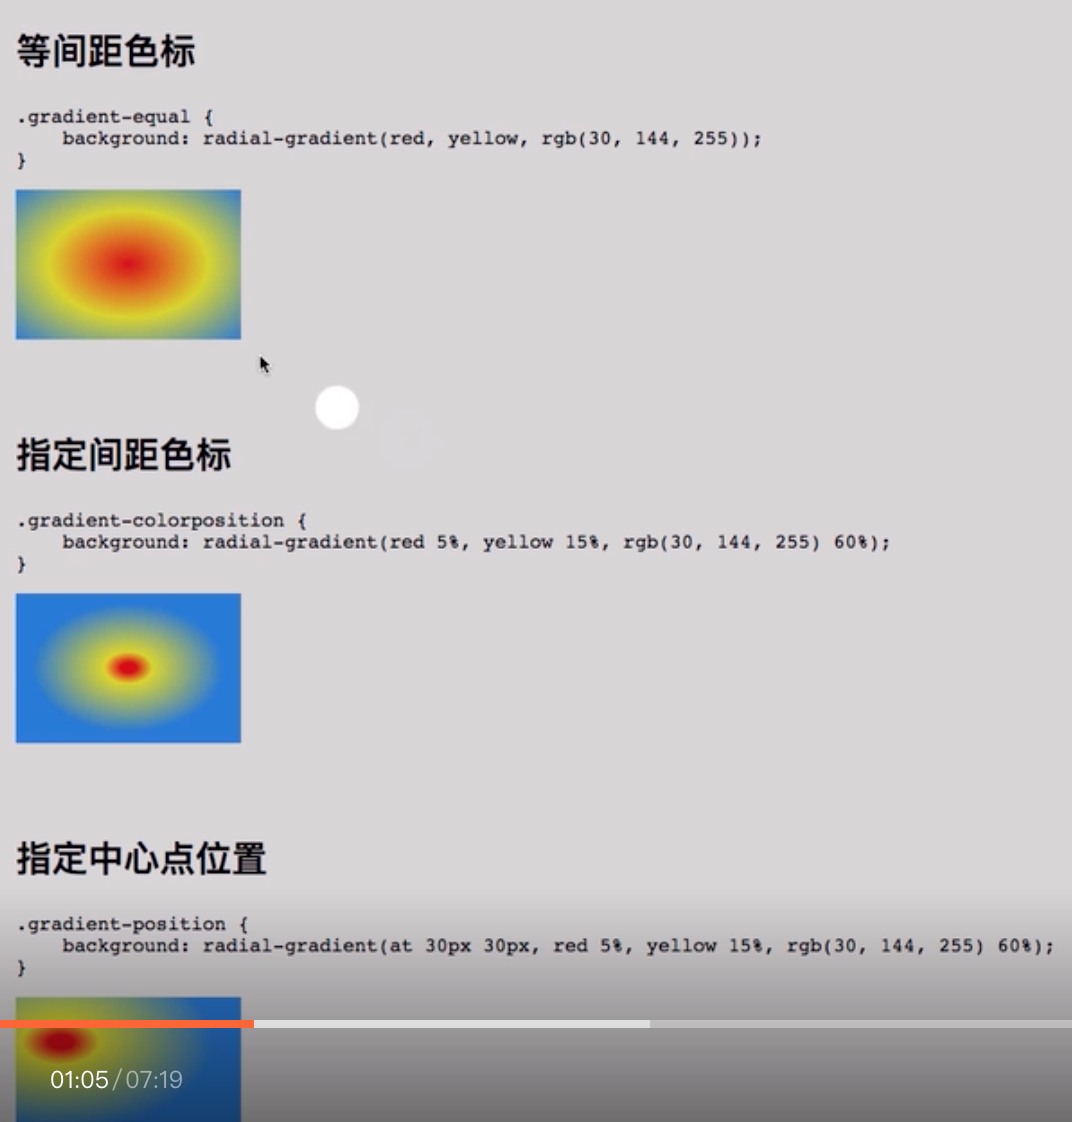 等间距色标
.gradient-equal {
background: radial-gradient(red, yellow, rgb(30, 144, 255));
}
指定间距色标
.gradient-colorposition {
background: radial-gradient(red 5%, yellow 15%, rgb(30, 144, 255) 60%);
}
指定中心点位置
.gradient-position {
background: radial-gradient(at 30px 30px, red 5%, yellow 15%, rgb(30, 144, 255) 60%);
}
01:05/07:19